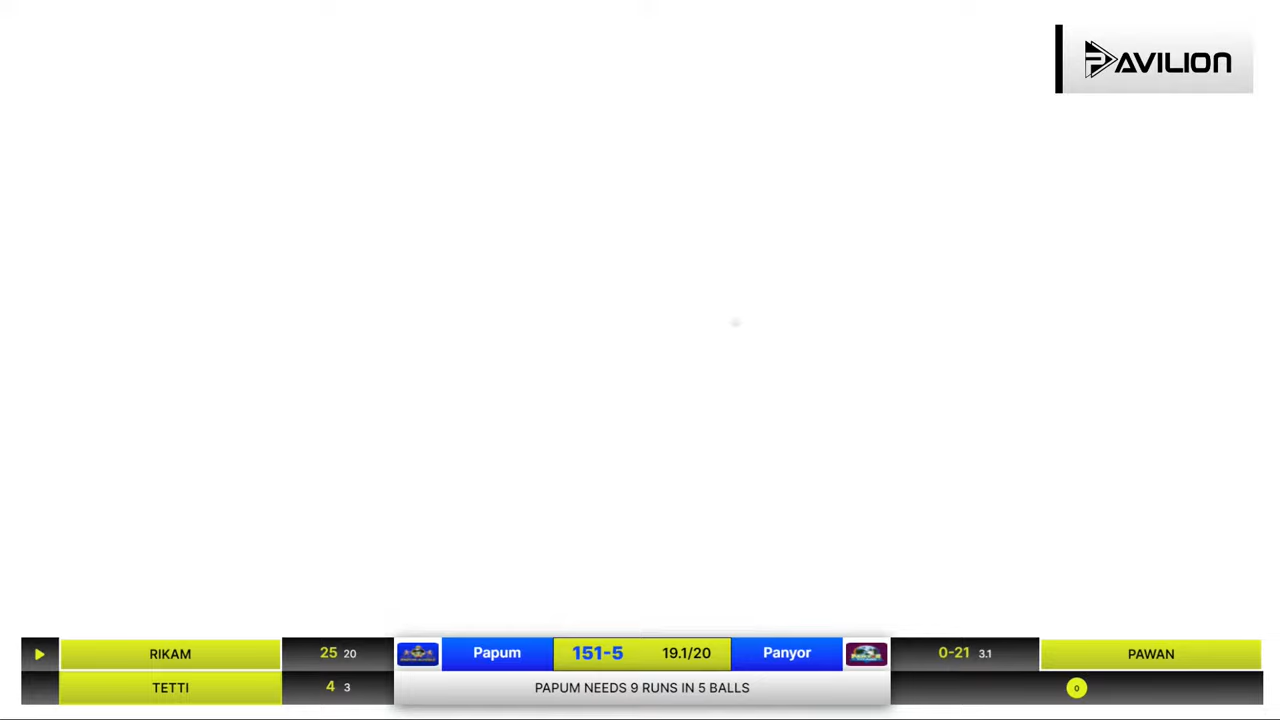 PAVILION
RIKAM 25 20 Papum 151-5 19.1/20 Panyor 0-21 3.1 PAWAN
TETTI 4 3 PAPUM NEEDS 9 RUNS IN 5 BALLS 0